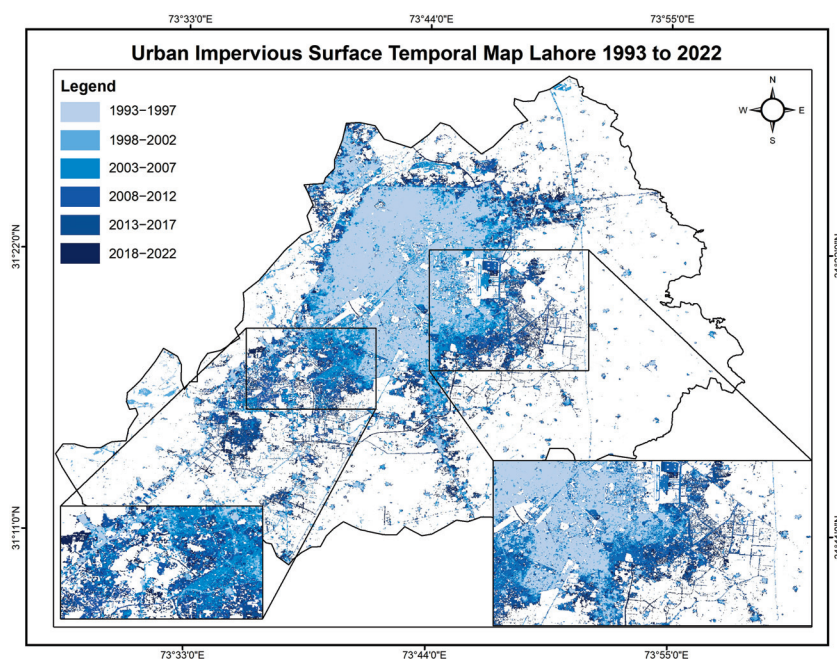 73°33'0"E 73°44'0"E 73°55'0"E
Urban Impervious Surface Temporal Map Lahore 1993 to 2022
Legend
1993–1997
1998–2002
2003–2007
2008–2012
2013–2017
2018–2022
N
W E
S
31°22'0"N
31°11'0"N
73°33'0"E 73°44'0"E 73°55'0"E